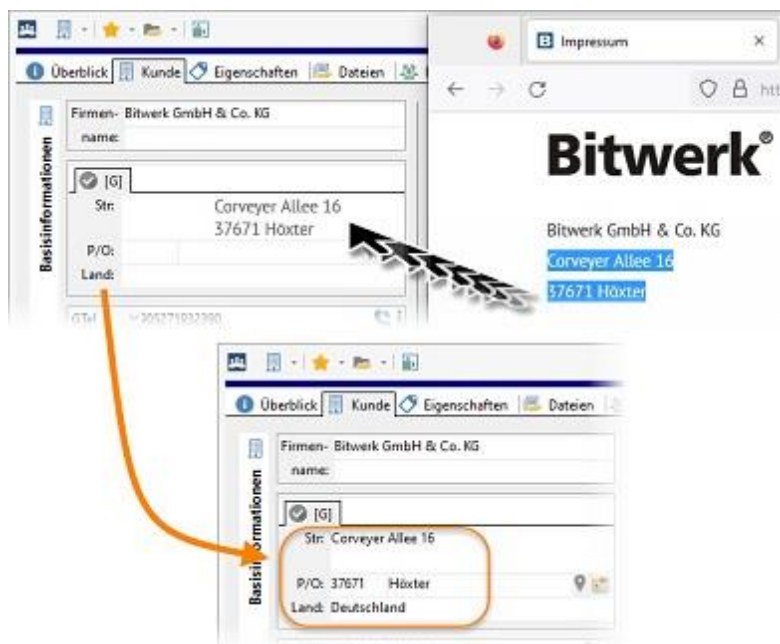 Überblick Kunde Eigenschaften Dateien
Basisinformationen
Firmen- Bitwerk GmbH & Co. KG
name:
[G]
Str: Corveyer Allee 16
37671 Höxter
P/O:
Land:
GTel
Impressum
Bitwerk®
Bitwerk GmbH & Co. KG
Corveyer Allee 16
37671 Höxter
Überblick Kunde Eigenschaften Dateien
Basisinformationen
Firmen- Bitwerk GmbH & Co. KG
name:
[G]
Str: Corveyer Allee 16
P/O: 37671 Höxter
Land: Deutschland